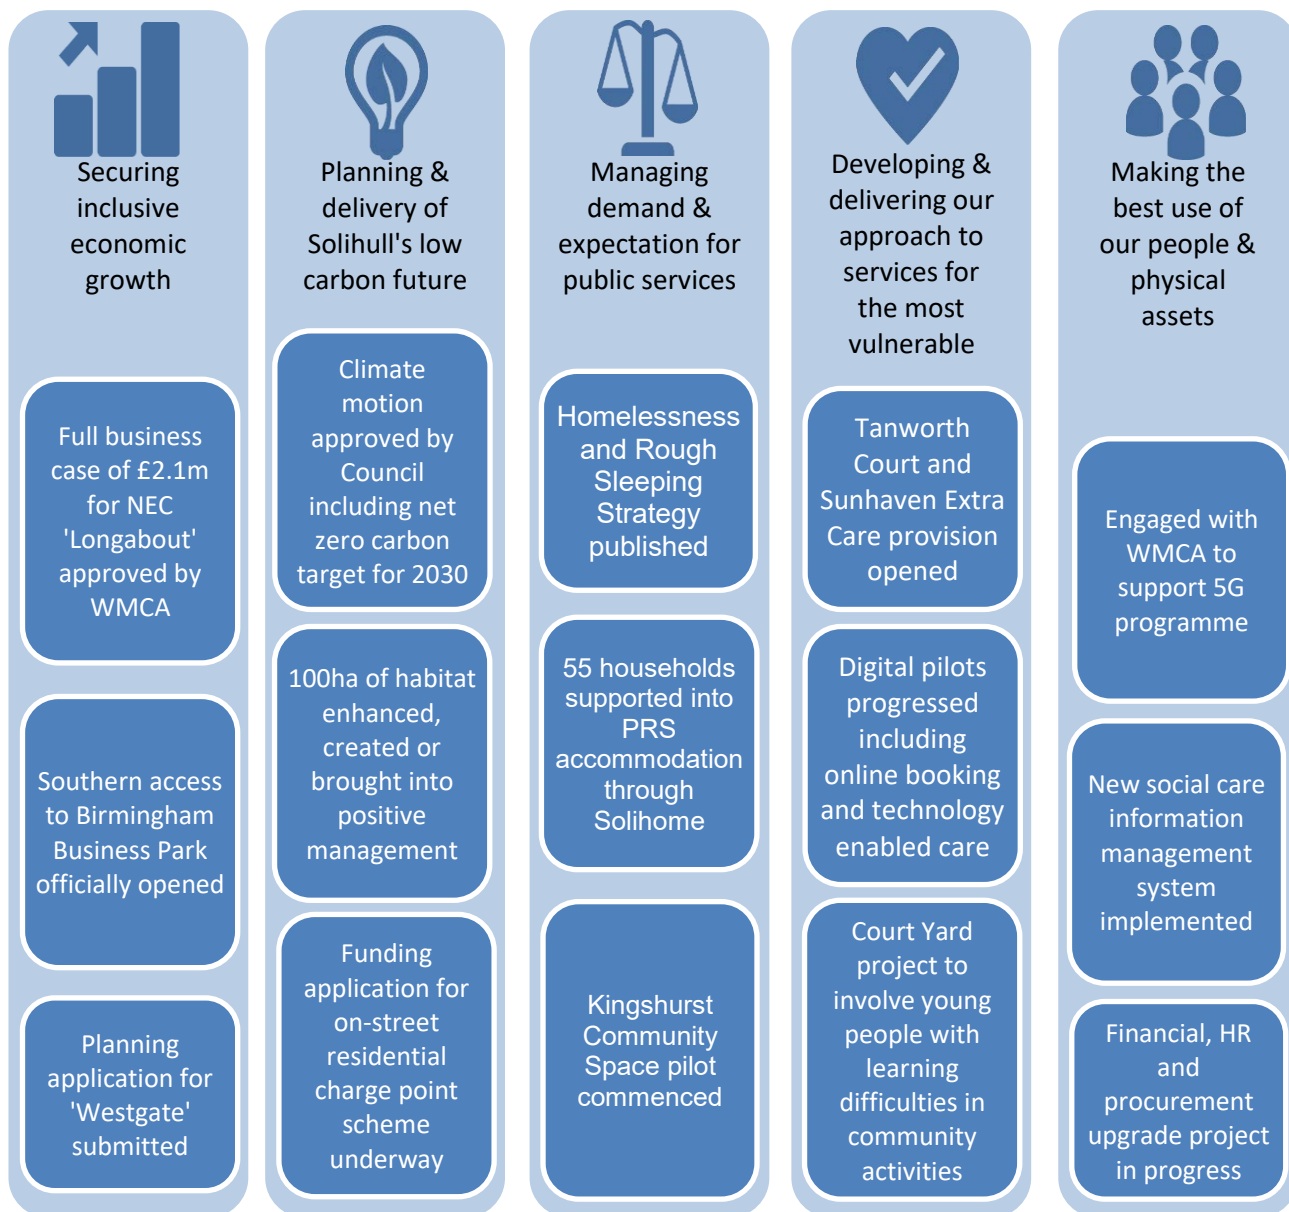 Securing
inclusive
economic
growth
Full business
case of £2.1m
for NEC
'Longabout'
approved by
WMCA
Southern access
to Birmingham
Business Park
officially opened
Planning
application for
'Westgate'
submitted
Planning &
delivery of
Solihull's low
carbon future
Climate
motion
approved by
Council
including net
zero carbon
target for 2030
100ha of habitat
enhanced,
created or
brought into
positive
management
Funding
application for
on-street
residential
charge point
scheme
underway
Managing
demand &
expectation for
public services
Homelessness
and Rough
Sleeping
Strategy
published
55 households
supported into
PRS
accommodation
through
Solihome
Kingshurst
Community
Space pilot
commenced
Developing &
delivering our
approach to
services for
the most
vulnerable
Tanworth
Court and
Sunhaven Extra
Care provision
opened
Digital pilots
progressed
including
online booking
and technology
enabled care
Court Yard
project to
involve young
people with
learning
difficulties in
community
activities
Making the
best use of
our people &
physical
assets
Engaged with
WMCA to
support 5G
programme
New social care
information
management
system
implemented
Financial, HR
and
procurement
upgrade project
in progress